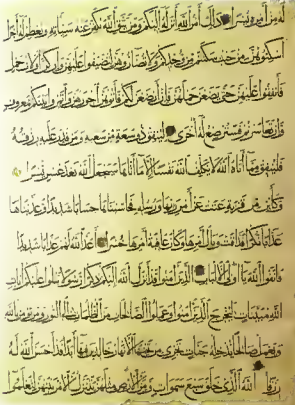 له من أمره يسرا ذلك أمر الله أنزله إليكم ومن يتق الله يكفر عنه سيئاته ويعظم له أجرا
أسكنوهن من حيث سكنتم من وجدكم ولا تضاروهن لتضيقوا عليهن وإن كن أولات حمل
فأنفقوا عليهن حتى يضعن حملهن فإن أرضعن لكم فآتوهن أجورهن وأتمروا بينكم بمعروف
وإن تعاسرتم فسترضع له أخرى لينفق ذو سعة من سعته ومن قدر عليه رزقه
فلينفق مما آتاه الله لا يكلف الله نفسا إلا ما آتاها سيجعل الله بعد عسر يسرا
وكأين من قرية عتت عن أمر ربها ورسله فحاسبناها حسابا شديدا وعذبناها
عذابا نكرا فذاقت وبال أمرها وكان عاقبة أمرها خسرا أعد الله لهم عذابا شديدا
فاتقوا الله يا أولي الألباب الذين آمنوا قد أنزل الله إليكم ذكرا رسولا يتلو عليكم آيات
الله مبينات ليخرج الذين آمنوا وعملوا الصالحات من الظلمات إلى النور ومن يؤمن بالله
ويعمل صالحا يدخله جنات تجري من تحتها الأنهار خالدين فيها أبدا قد أحسن الله له
رزقا الله الذي خلق سبع سموات ومن الأرض مثلهن يتنزل الأمر بينهن لتعلموا